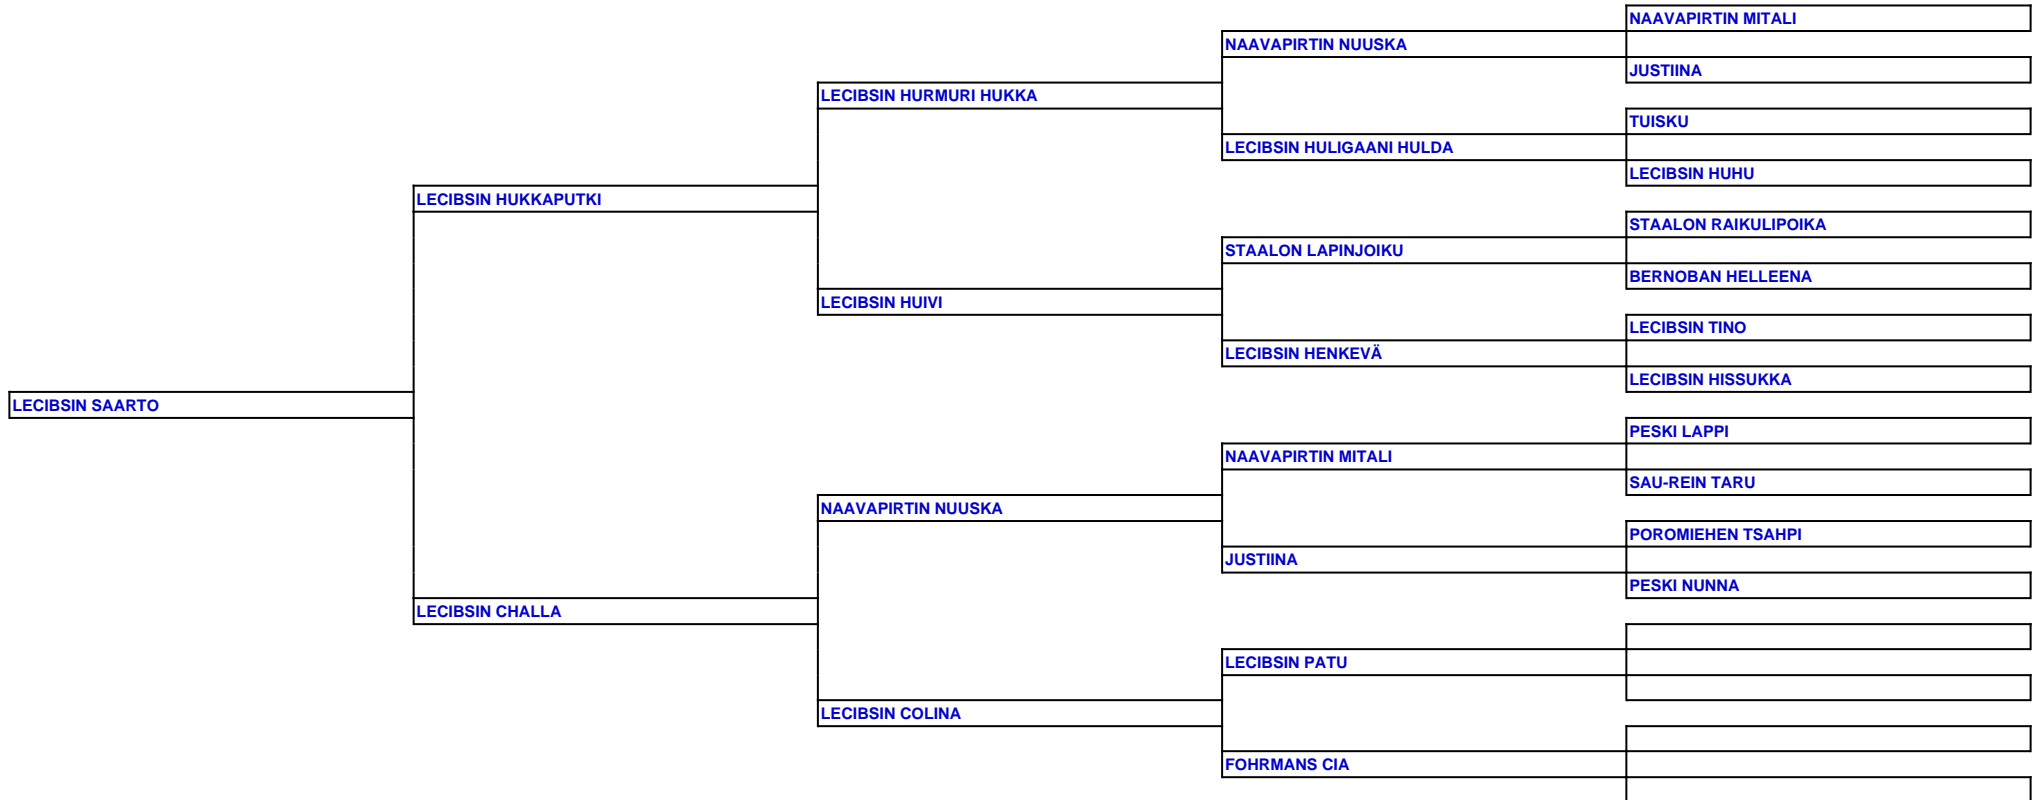 NAAVAPIRTIN MITALI
NAAVAPIRTIN NUUSKA
JUSTIINA
LECIBSIN HURMURI HUKKA
TUISKU
LECIBSIN HULIGAANI HULDA
LECIBSIN HUHU
LECIBSIN HUKKAPUTKI
STAALON RAIKULIPOIKA
STAALON LAPINJOIKU
BERNOBAN HELLEENA
LECIBSIN HUIVI
LECIBSIN TINO
LECIBSIN HENKEVÄ
LECIBSIN HISSUKKA
LECIBSIN SAARTO
PESKI LAPPI
NAAVAPIRTIN MITALI
SAU-REIN TARU
NAAVAPIRTIN NUUSKA
POROMIEHEN TSAHPI
JUSTIINA
PESKI NUNNA
LECIBSIN CHALLA
LECIBSIN PATU
LECIBSIN COLINA
FOHRMANS CIA